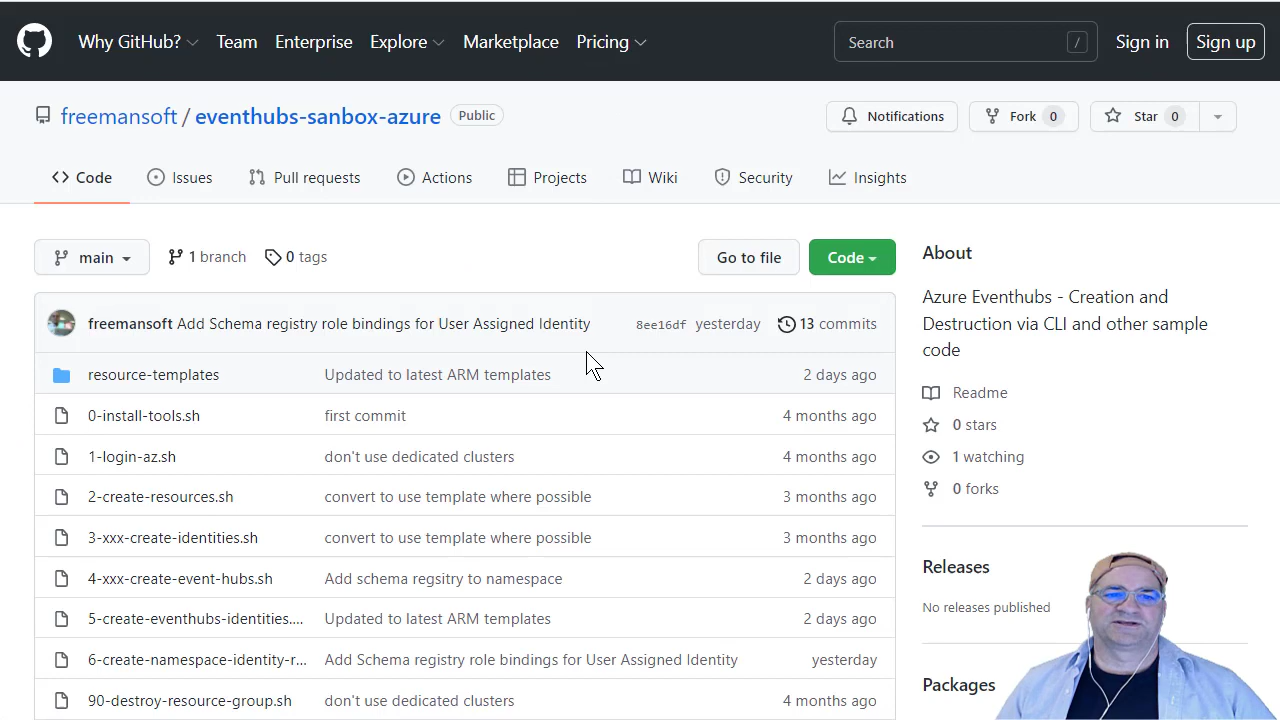 Why GitHub? Team Enterprise Explore Marketplace Pricing Search / Sign in Sign up
freemansoft / eventhubs-sanbox-azure Public Notifications Fork 0 Star 0
Code Issues Pull requests Actions Projects Wiki Security Insights
main 1 branch 0 tags Go to file Code
freemansoft Add Schema registry role bindings for User Assigned Identity 8ee16df yesterday 13 commits
resource-templates Updated to latest ARM templates 2 days ago
0-install-tools.sh first commit 4 months ago
1-login-az.sh don't use dedicated clusters 4 months ago
2-create-resources.sh convert to use template where possible 3 months ago
3-xxx-create-identities.sh convert to use template where possible 3 months ago
4-xxx-create-event-hubs.sh Add schema regsitry to namespace 2 days ago
5-create-eventhubs-identities.... Updated to latest ARM templates 2 days ago
6-create-namespace-identity-r... Add Schema registry role bindings for User Assigned Identity yesterday
90-destroy-resource-group.sh don't use dedicated clusters 4 months ago
About
Azure Eventhubs - Creation and
Destruction via CLI and other sample
code
Readme
0 stars
1 watching
0 forks
Releases
No releases published
Packages